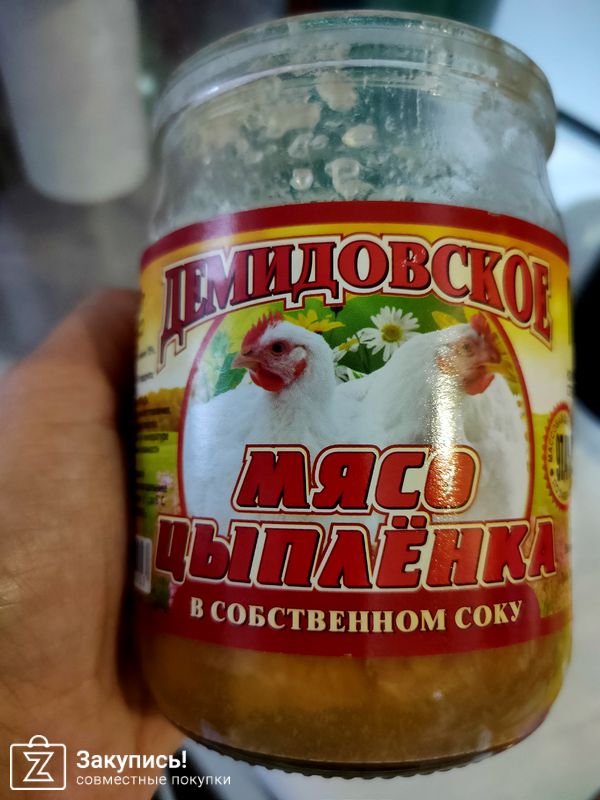 ДЕМИДОВСКОЕ
МЯСО
ЦЫПЛЁНКА
В СОБСТВЕННОМ СОКУ
Закупись!
совместные покупки